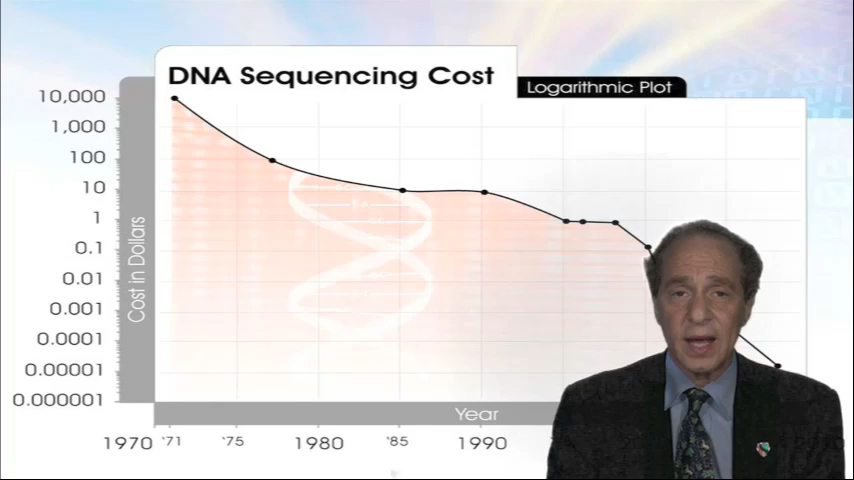 DNA Sequencing Cost
Logarithmic Plot
10,000
1,000
100
10
1
0.1
0.01
0.001
0.0001
0.00001
0.000001
Cost in Dollars
Year
1970 '71 '75 1980 '85 1990